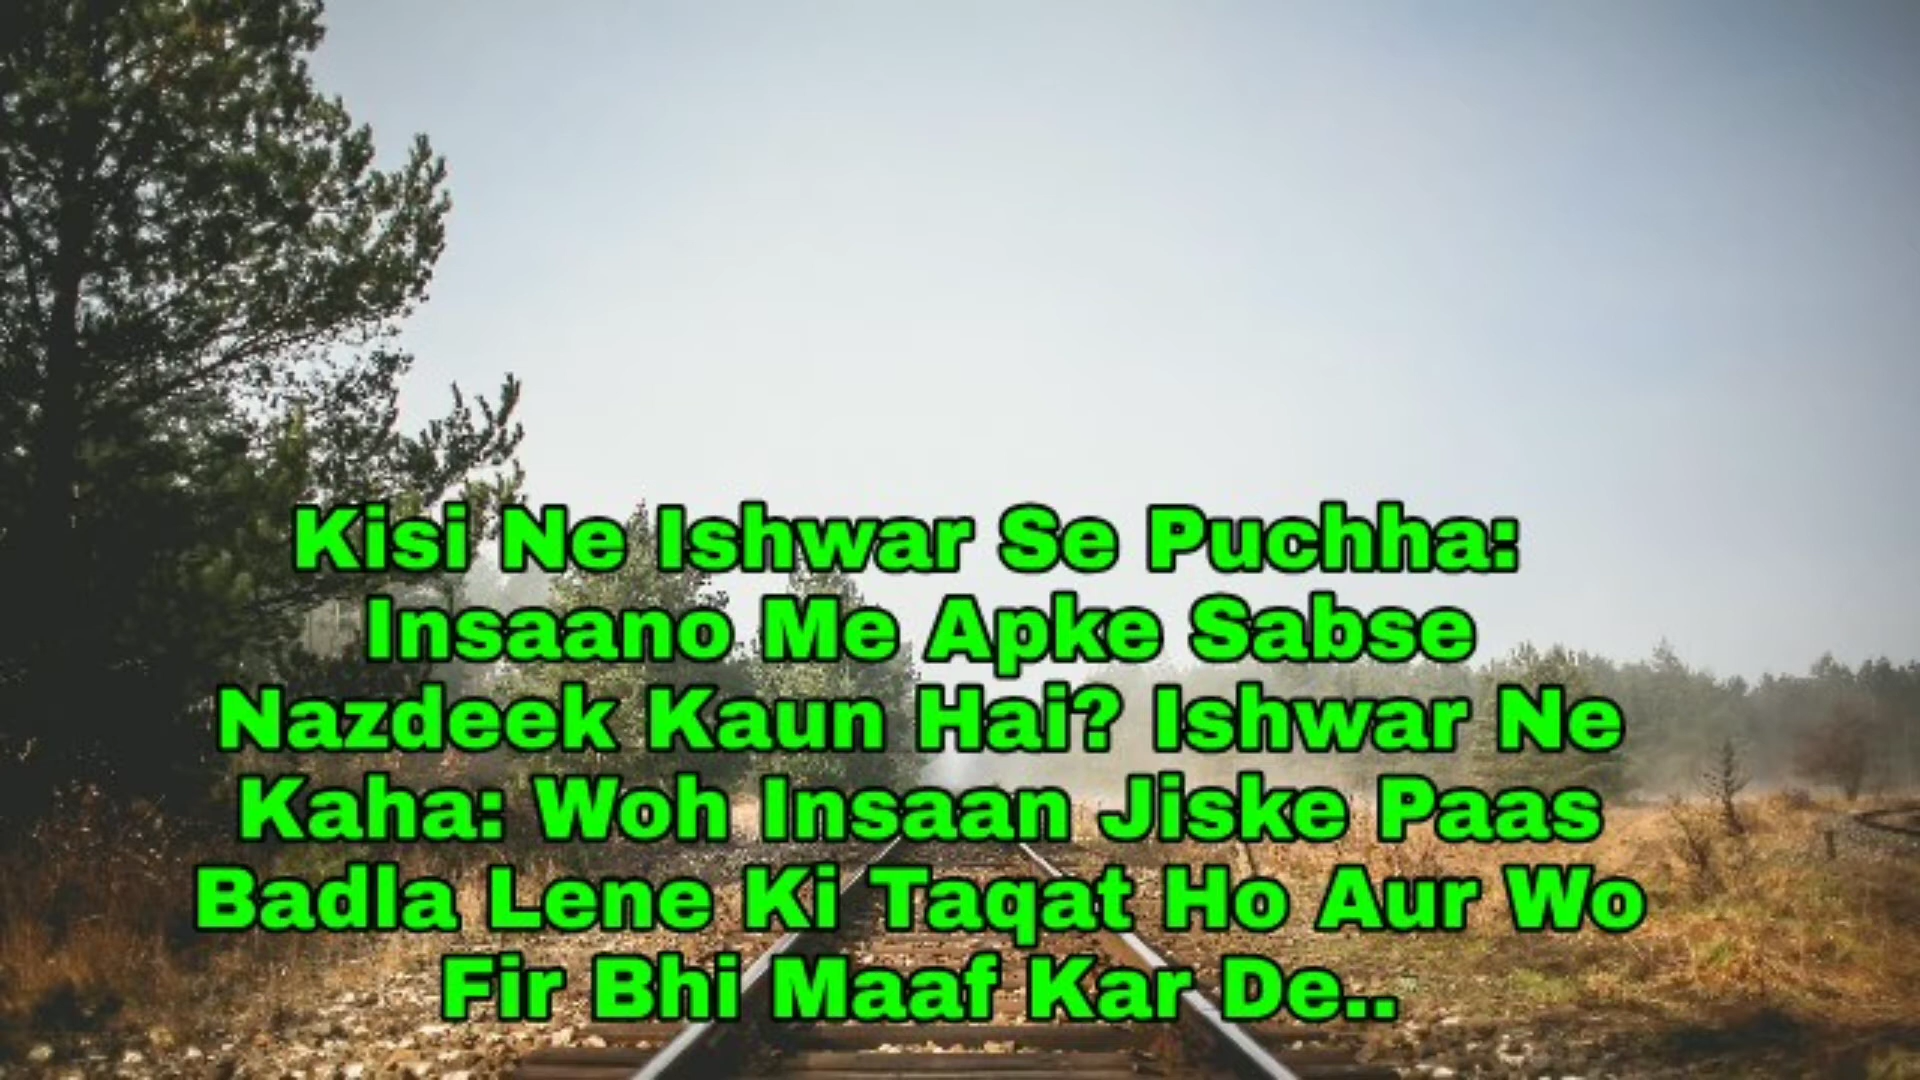 Kisi Ne Ishwar Se Puchha:
Insaano Me Apke Sabse
Nazdeek Kaun Hai? Ishwar Ne
Kaha: Woh Insaan Jiske Paas
Badla Lene Ki Taqat Ho Aur Wo
Fir Bhi Maaf Kar De..